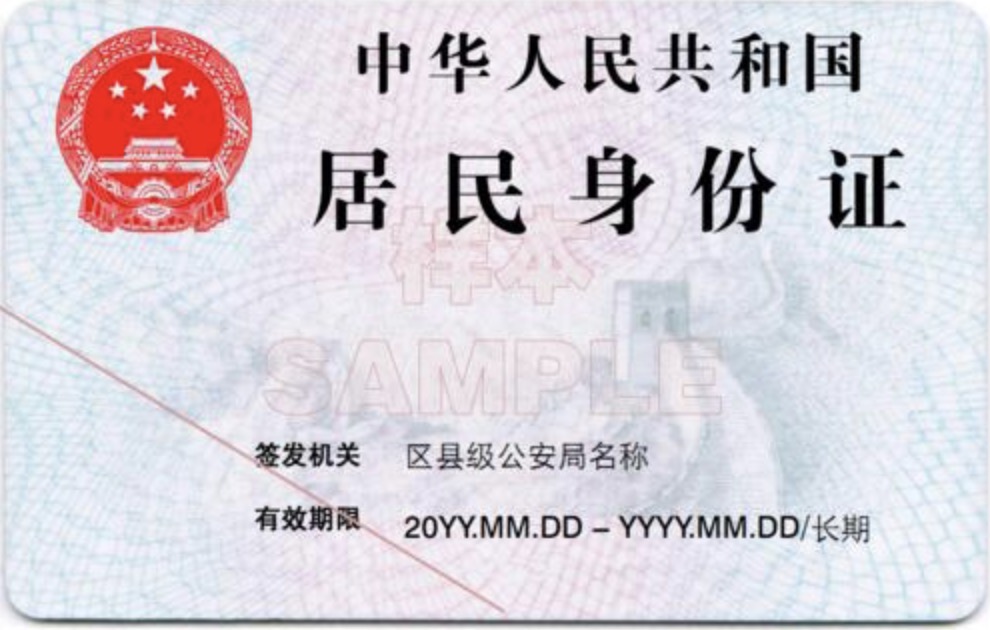 中华人民共和国
居民身份证
样本
SAMPLE
签发机关 区县级公安局名称
有效期限 20YY.MM.DD – YYYY.MM.DD/长期